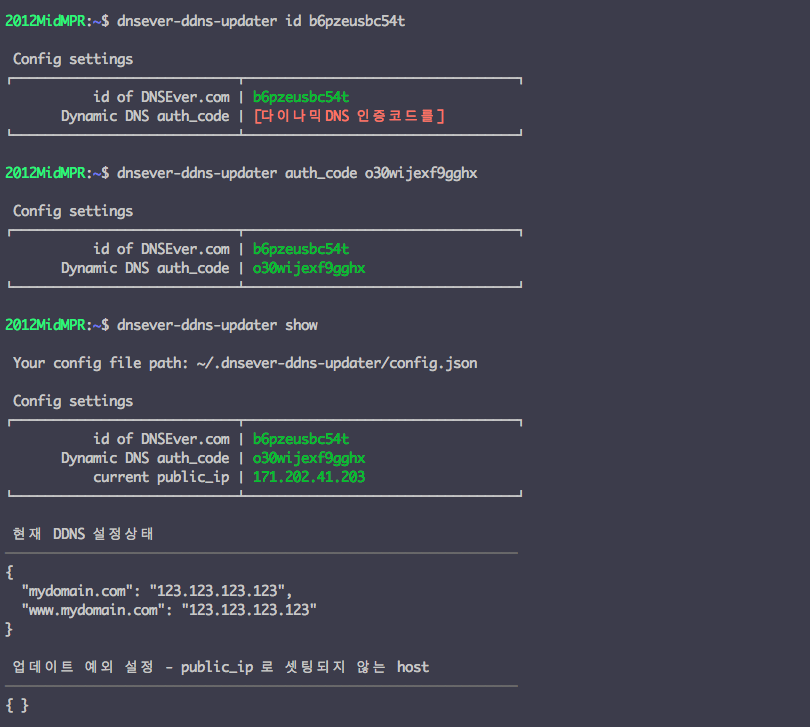 2012MidMPR:~$ dnsever-ddns-updater id b6pzeusbc54t
Config settings
id of DNSEver.com | b6pzeusbc54t
Dynamic DNS auth_code | [다이나믹DNS 인증코드를]
2012MidMPR:~$ dnsever-ddns-updater auth_code o30wijexf9gghx
Config settings
id of DNSEver.com | b6pzeusbc54t
Dynamic DNS auth_code | o30wijexf9gghx
2012MidMPR:~$ dnsever-ddns-updater show
Your config file path: ~/.dnsever-ddns-updater/config.json
Config settings
id of DNSEver.com | b6pzeusbc54t
Dynamic DNS auth_code | o30wijexf9gghx
current public_ip | 171.202.41.203
현재 DDNS 설정상태
{
"mydomain.com": "123.123.123.123",
"www.mydomain.com": "123.123.123.123"
}
업데이트 예외 설정 - public_ip 로 셋팅되지 않는 host
{ }